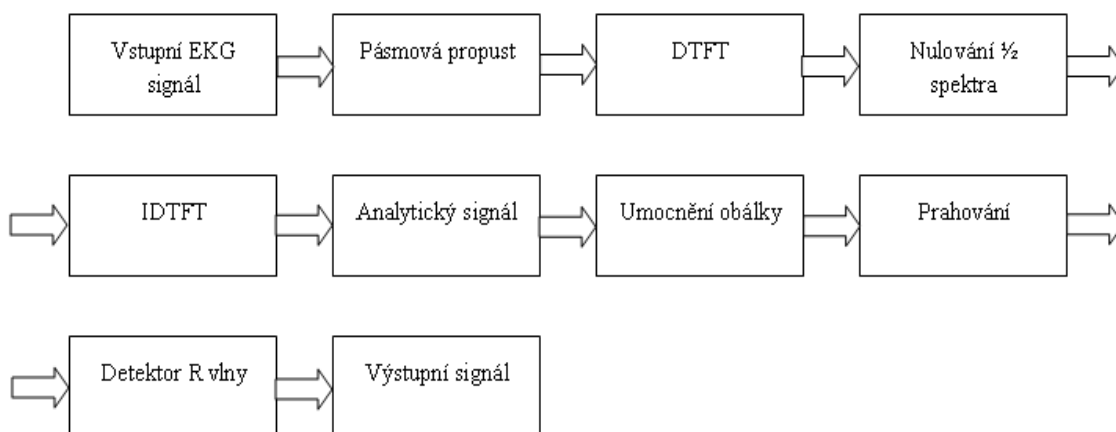 Vstupní EKG
signál
Pásmová propust
DTFT
Nulování ½
spektra
IDTFT
Analytický signál
Umocnění obálky
Prahování
Detektor R vlny
Výstupní signál